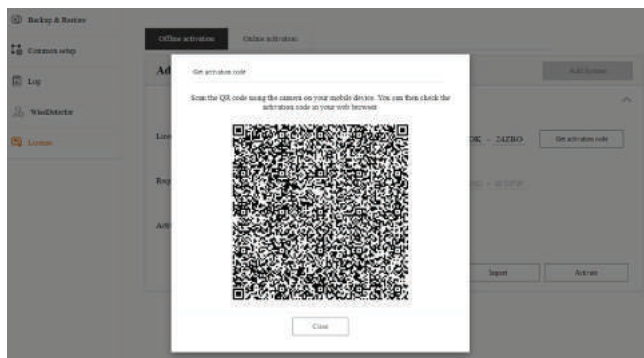 Backup & Restore
Common setup
Log
WiseDetector
License
Offline activation
Online activation
Add license
Get activation code
Scan the QR code using the camera on your mobile device. You can then check the
activation code in your web browser
OK - 24ZBO
Get activation code
Import
Activate
Close